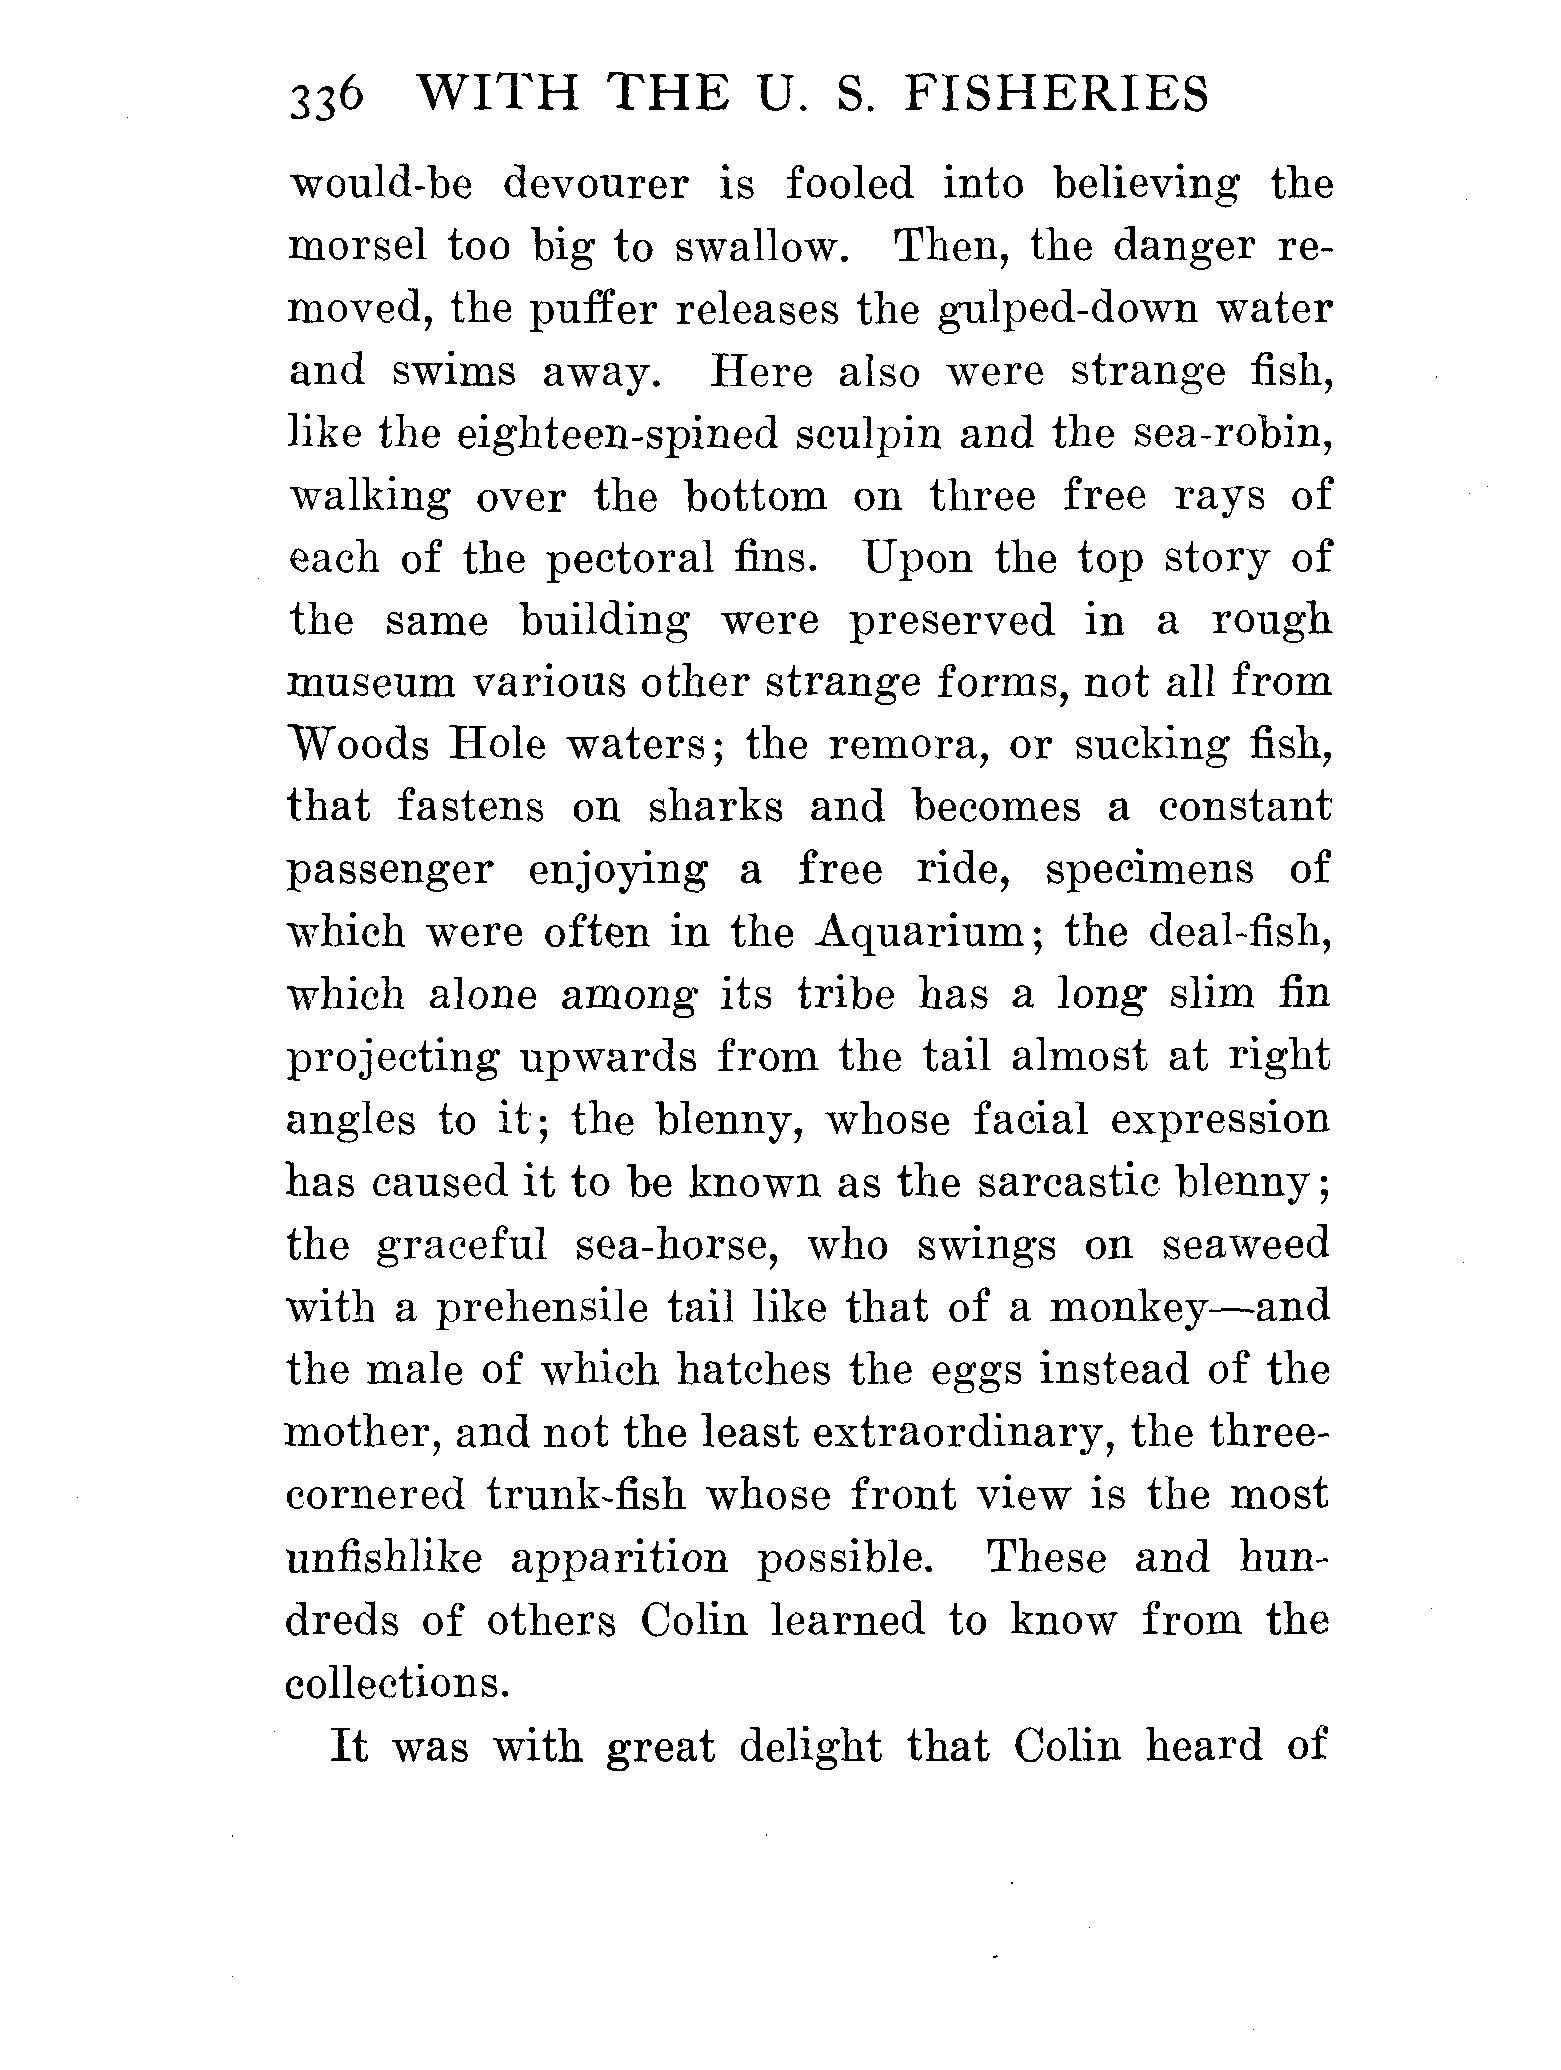 336 WITH THE U. S. FISHERIES
would-be devourer is fooled into believing the
morsel too big to swallow. Then, the danger re-
moved, the puffer releases the gulped-down water
and swims away. Here also were strange fish,
like the eighteen-spined sculpin and the sea-robin,
walking over the bottom on three free rays of
each of the pectoral fins. Upon the top story of
the same building were preserved in a rough
museum various other strange forms, not all from
Woods Hole waters; the remora, or sucking fish,
that fastens on sharks and becomes a constant
passenger enjoying a free ride, specimens of
which were often in the Aquarium; the deal-fish,
which alone among its tribe has a long slim fin
projecting upwards from the tail almost at right
angles to it; the blenny, whose facial expression
has caused it to be known as the sarcastic blenny;
the graceful sea-horse, who swings on seaweed
with a prehensile tail like that of a monkey—and
the male of which hatches the eggs instead of the
mother, and not the least extraordinary, the three-
cornered trunk-fish whose front view is the most
unfishlike apparition possible. These and hun-
dreds of others Colin learned to know from the
collections.
It was with great delight that Colin heard of